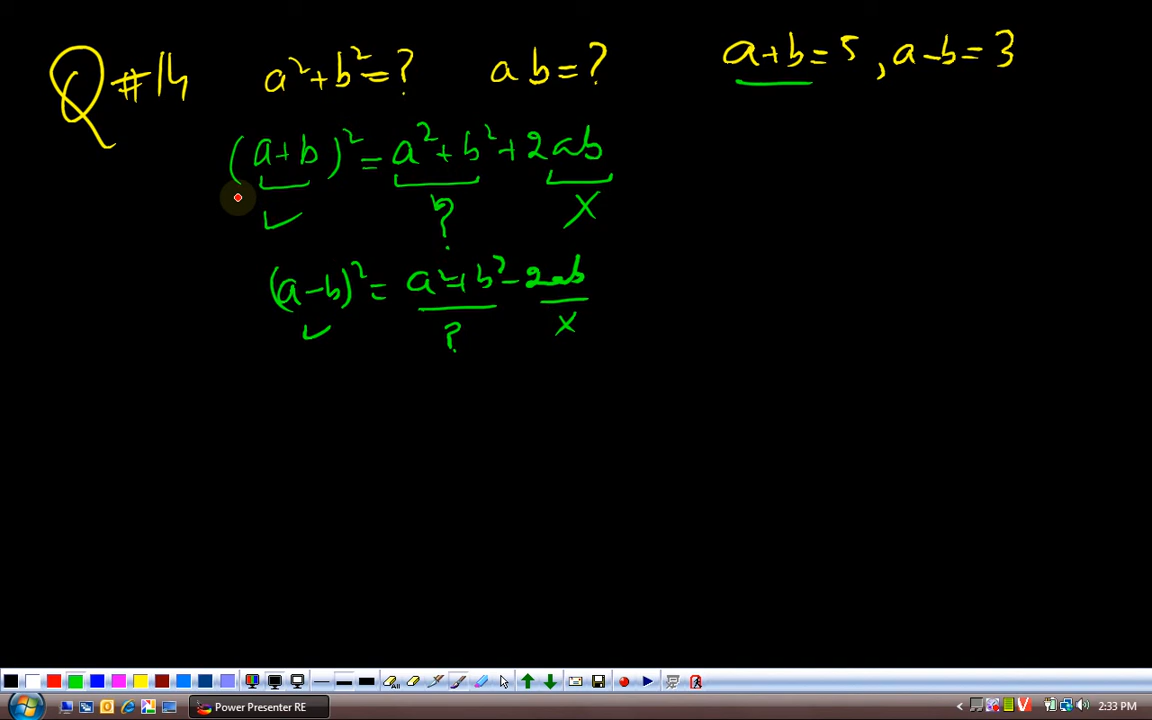 Q #14 a²+b²=? ab=? a+b=5, a-b=3
(a+b)²=a²+b²+2ab
✓ ? X
(a-b)²=a²+b²-2ab
✓ ? X
Power Presenter RE
2:33 PM